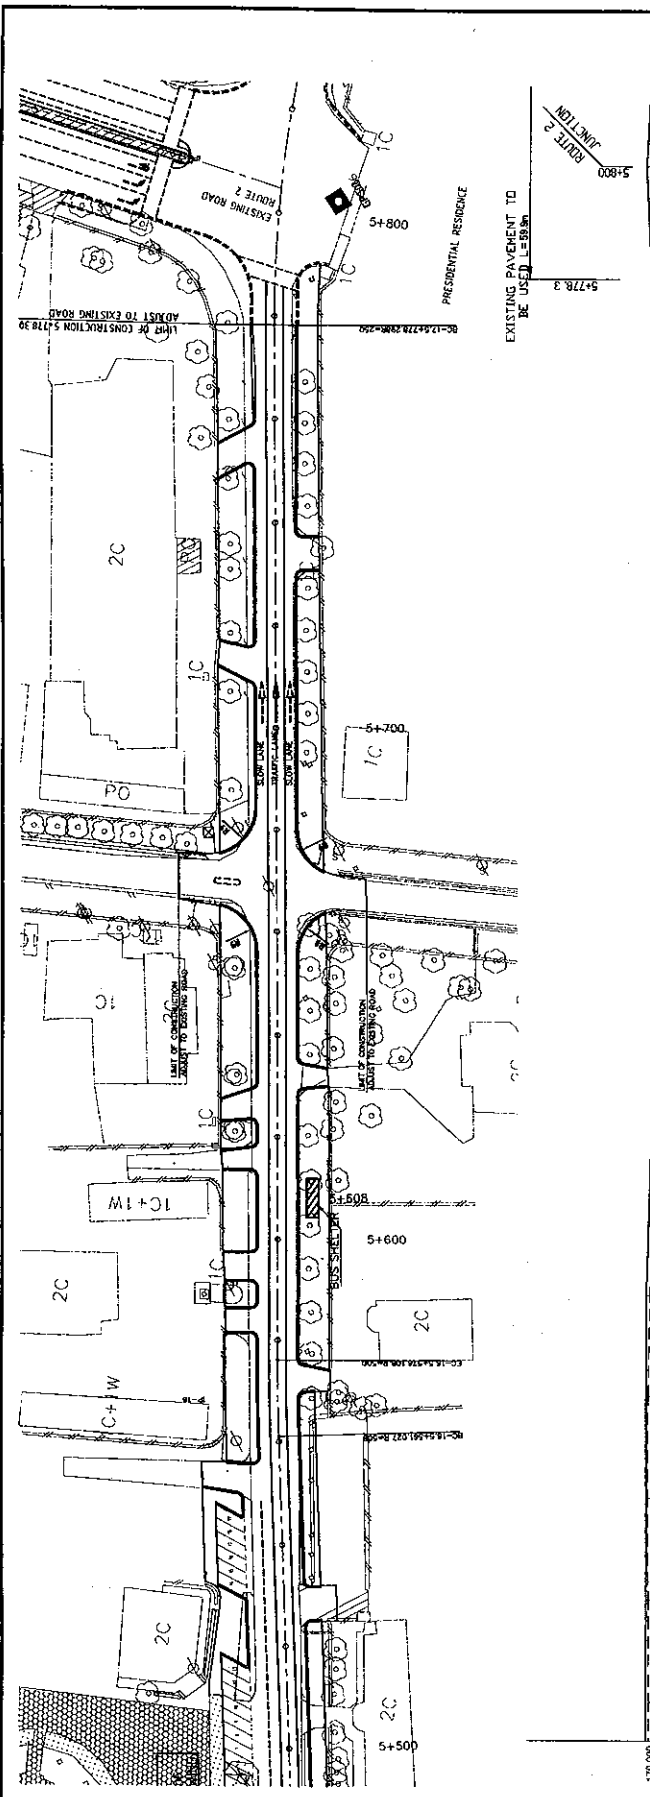 1C
ROUTE 2
JUNCTION
5+800
EXISTING ROAD
ROUTE 2
5+800
1C
PRESIDENTIAL RESIDENCE
EXISTING PAVEMENT TO
BE USED L=59.9m
5+778.3
LIMIT OF CONSTRUCTION 5+778.30
ADJUST TO EXISTING ROAD
2C
1C
SLOW LANE
TRAFFIC LANES
SLOW LANE
5+700
1C
PO
1C
2C
LIMIT OF CONSTRUCTION
ADJUST TO EXISTING ROAD
LIMIT OF CONSTRUCTION
ADJUST TO EXISTING ROAD
1C
1C+1W
5+608
BUS SHELTER
5+600
1C
2C
2C
C+1W
2C
2C
5+500